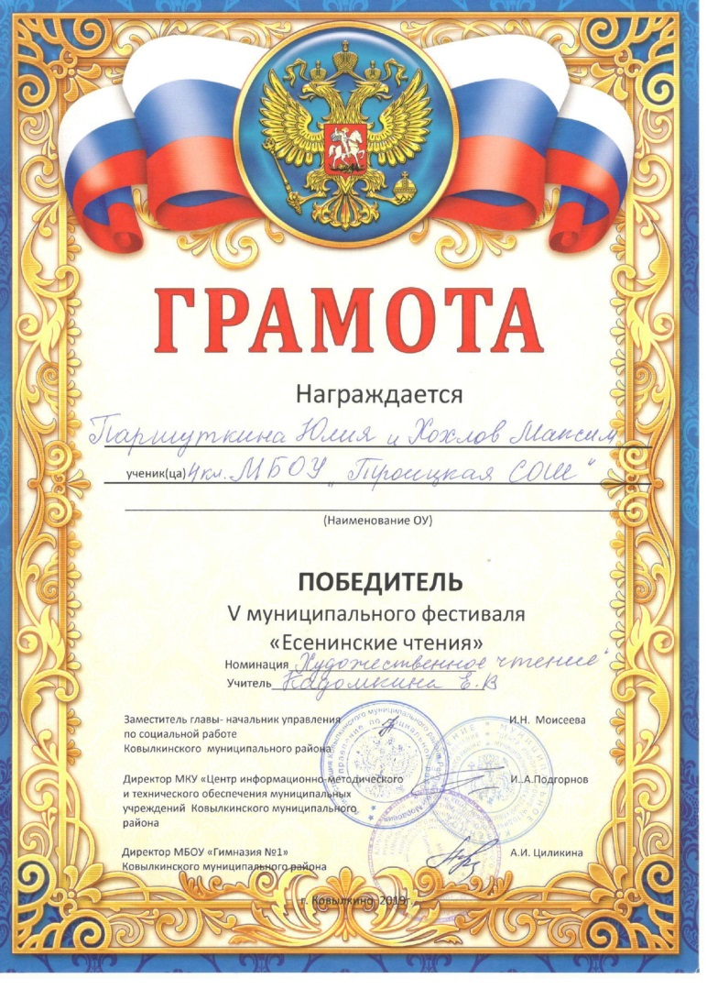 ГРАМОТА
Награждается
Паршуткина Юлия и Хохлов Максим
ученик(ца) 4кл. МБОУ „Троицкая СОШ"
(Наименование ОУ)
ПОБЕДИТЕЛЬ
V муниципального фестиваля
«Есенинские чтения»
Номинация „Художественное чтение"
Учитель Кадомкина Е.В
Заместитель главы- начальник управления
по социальной работе
Ковылкинского муниципального района
И.Н. Моисеева
Директор МКУ «Центр информационно-методического
и технического обеспечения муниципальных
учреждений Ковылкинского муниципального
района
И..А.Подгорнов
Директор МБОУ «Гимназия №1»
Ковылкинского муниципального района
А.И. Циликина
г. Ковылкино 2019г.